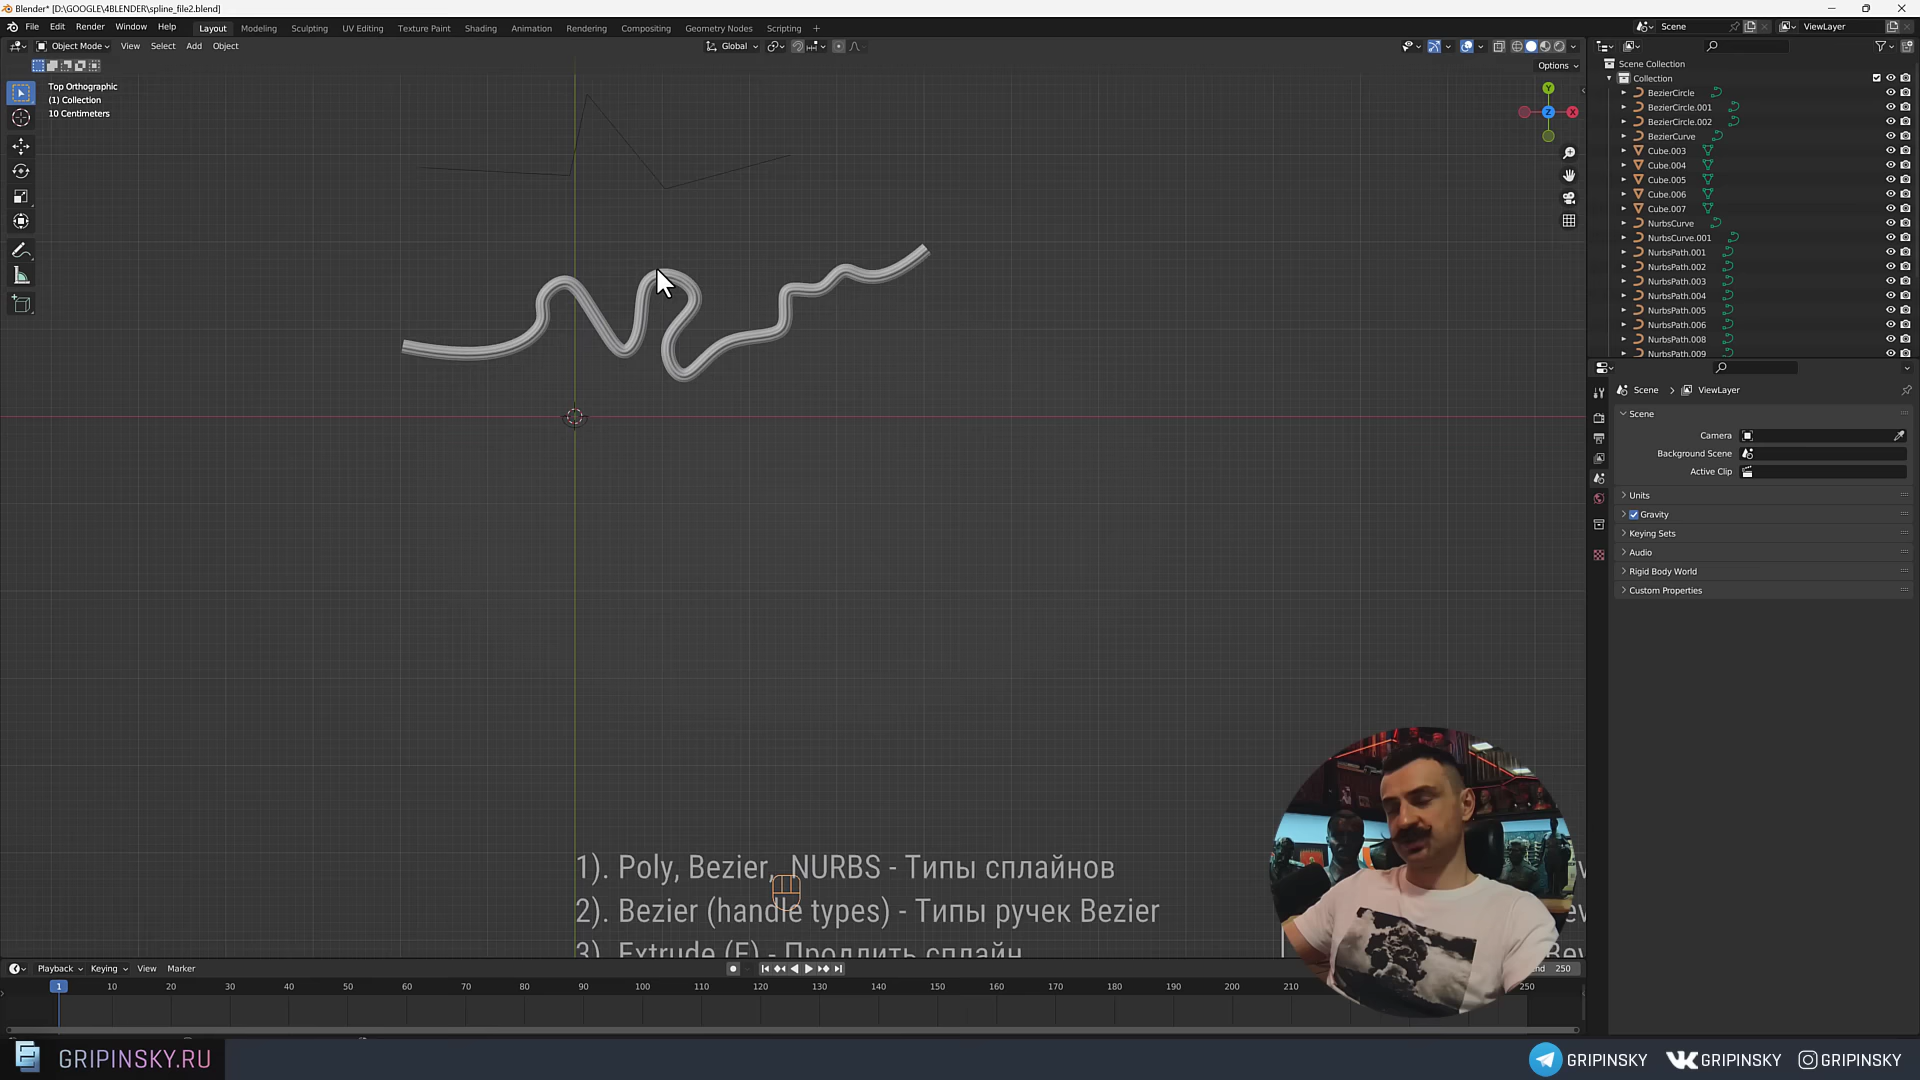 Blender* [D:\GOOGLE\4BLENDER\spline_file2.blend]
File Edit Render Window Help Layout Modeling Sculpting UV Editing Texture Paint Shading Animation Rendering Compositing Geometry Nodes Scripting + Scene ViewLayer
Object Mode View Select Add Object Global
Options
Top Orthographic
(1) Collection
10 Centimeters
Y
Z
X
Scene Collection
Collection
BezierCircle
BezierCircle.001
BezierCircle.002
BezierCurve
Cube.003
Cube.004
Cube.005
Cube.006
Cube.007
NurbsCurve
NurbsCurve.001
NurbsPath.001
NurbsPath.002
NurbsPath.003
NurbsPath.004
NurbsPath.005
NurbsPath.006
NurbsPath.008
NurbsPath.009
Scene > ViewLayer
Scene
Camera
Background Scene
Active Clip
Units
Gravity
Keying Sets
Audio
Rigid Body World
Custom Properties
1). Poly, Bezier, NURBS - Типы сплайнов
2). Bezier (handle types) - Типы ручек Bezier
3). Extrude (E) - Продлить сплайн
Playback Keying View Marker
250
1 10 20 30 40 50 60 70 80 90 100 110 120 130 140 150 160 170 180 190 200 210 250
GRIPINSKY.RU
GRIPINSKY GRIPINSKY GRIPINSKY